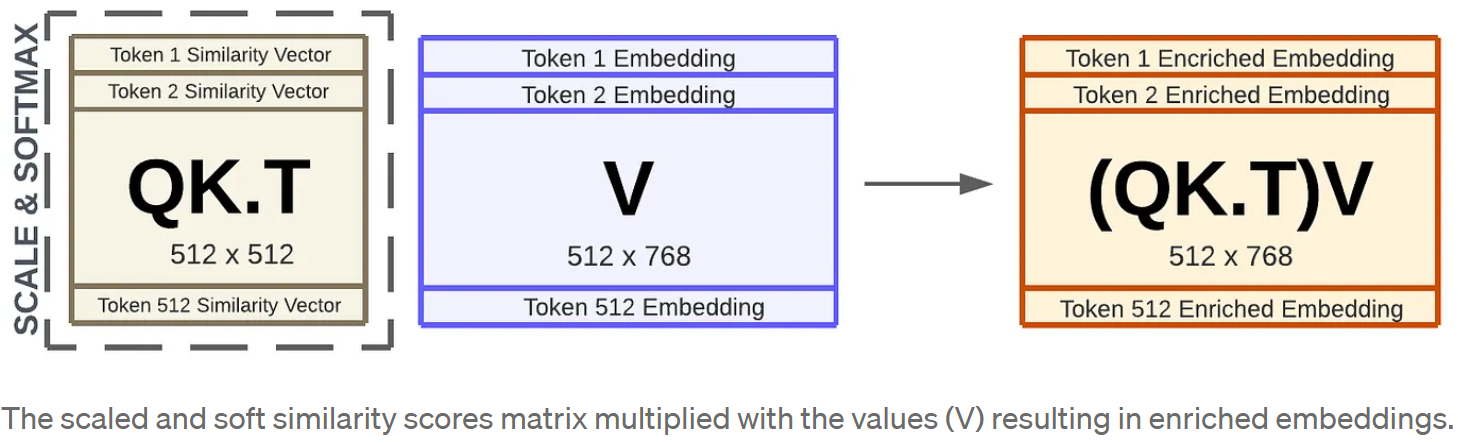 SCALE & SOFTMAX
Token 1 Similarity Vector
Token 2 Similarity Vector
QK.T
512 x 512
Token 512 Similarity Vector
Token 1 Embedding
Token 2 Embedding
V
512 x 768
Token 512 Embedding
Token 1 Encriched Embedding
Token 2 Enriched Embedding
(QK.T)V
512 x 768
Token 512 Enriched Embedding
The scaled and soft similarity scores matrix multiplied with the values (V) resulting in enriched embeddings.